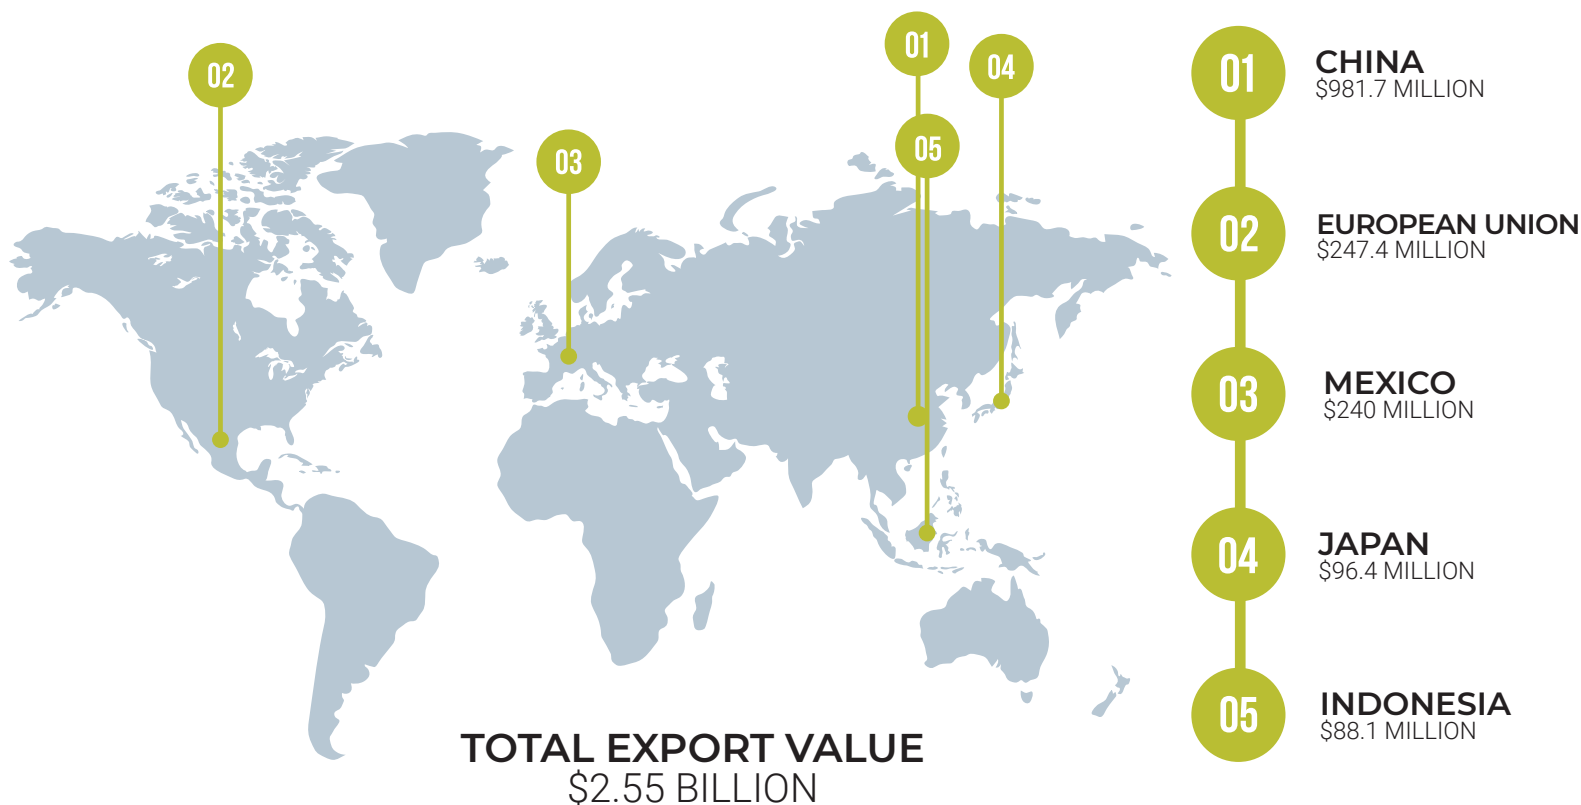 01
02
04
03
05
01
CHINA
$981.7 MILLION
02
EUROPEAN UNION
$247.4 MILLION
03
MEXICO
$240 MILLION
04
JAPAN
$96.4 MILLION
05
INDONESIA
$88.1 MILLION
TOTAL EXPORT VALUE
$2.55 BILLION